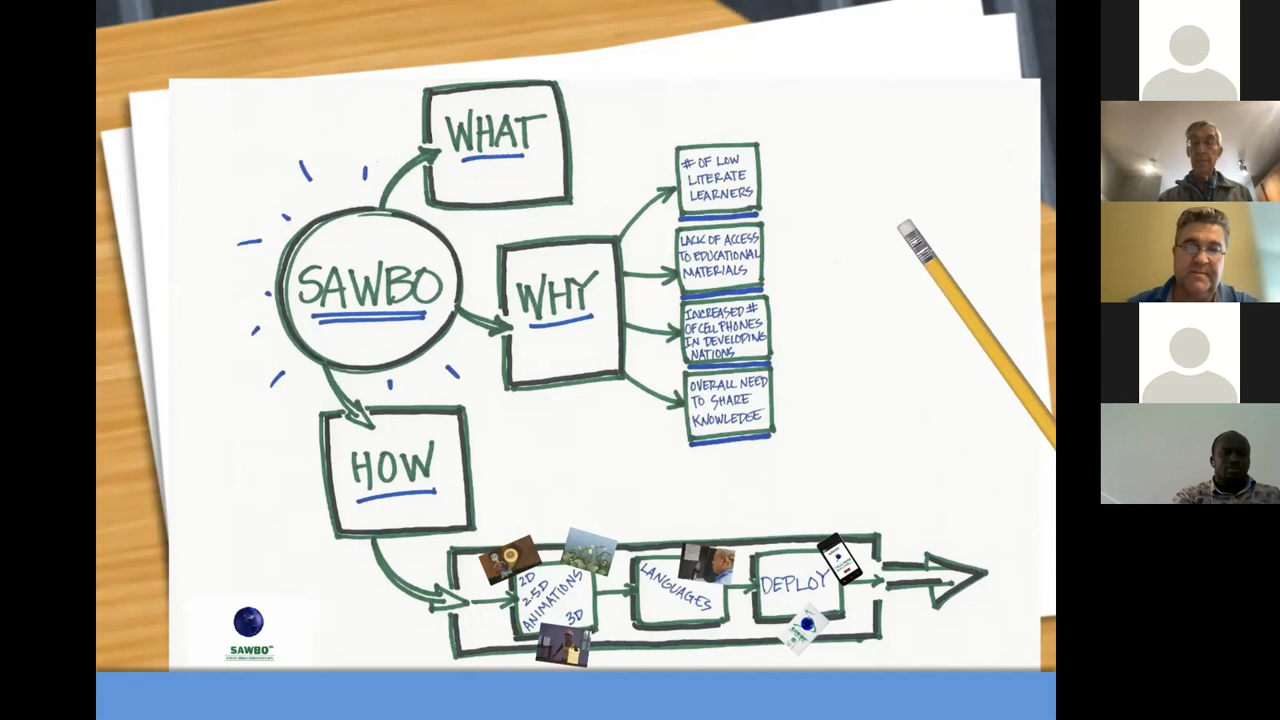 WHAT
SAWBO
WHY
# OF LOW
LITERATE
LEARNERS
LACK OF ACCESS
TO EDUCATIONAL
MATERIALS
INCREASED #
OF CELL PHONES
IN DEVELOPING
NATIONS
OVERALL NEED
TO SHARE
KNOWLEDGE
HOW
2D
2.5D
ANIMATIONS
3D
LANGUAGES
DEPLOY
SAWBO